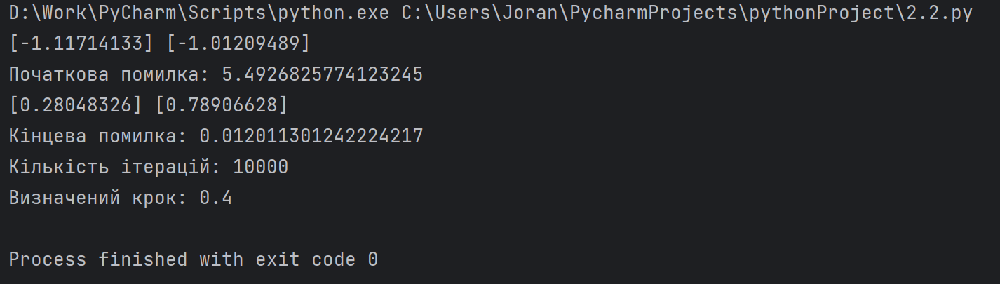 D:\Work\PyCharm\Scripts\python.exe C:\Users\Joran\PycharmProjects\pythonProject\2.2.py
[-1.11714133] [-1.01209489]
Початкова помилка: 5.4926825774123245
[0.28048326] [0.78906628]
Кінцева помилка: 0.012011301242224217
Кількість ітерацій: 10000
Визначений крок: 0.4
Process finished with exit code 0